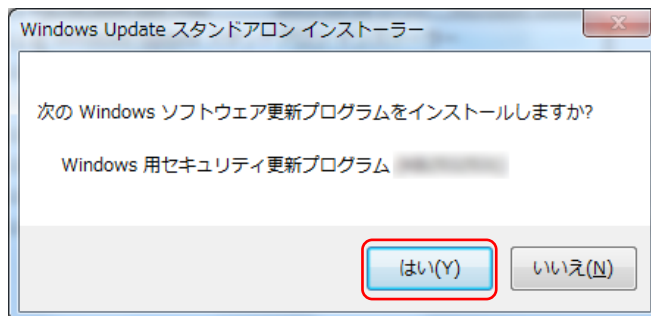 Windows Update スタンドアロン インストーラー
次の Windows ソフトウェア更新プログラムをインストールしますか?
Windows 用セキュリティ更新プログラム
はい(Y)
いいえ(N)